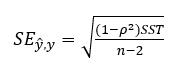 SE_{ŷ,y} = √((1−ρ²)SST / (n−2))